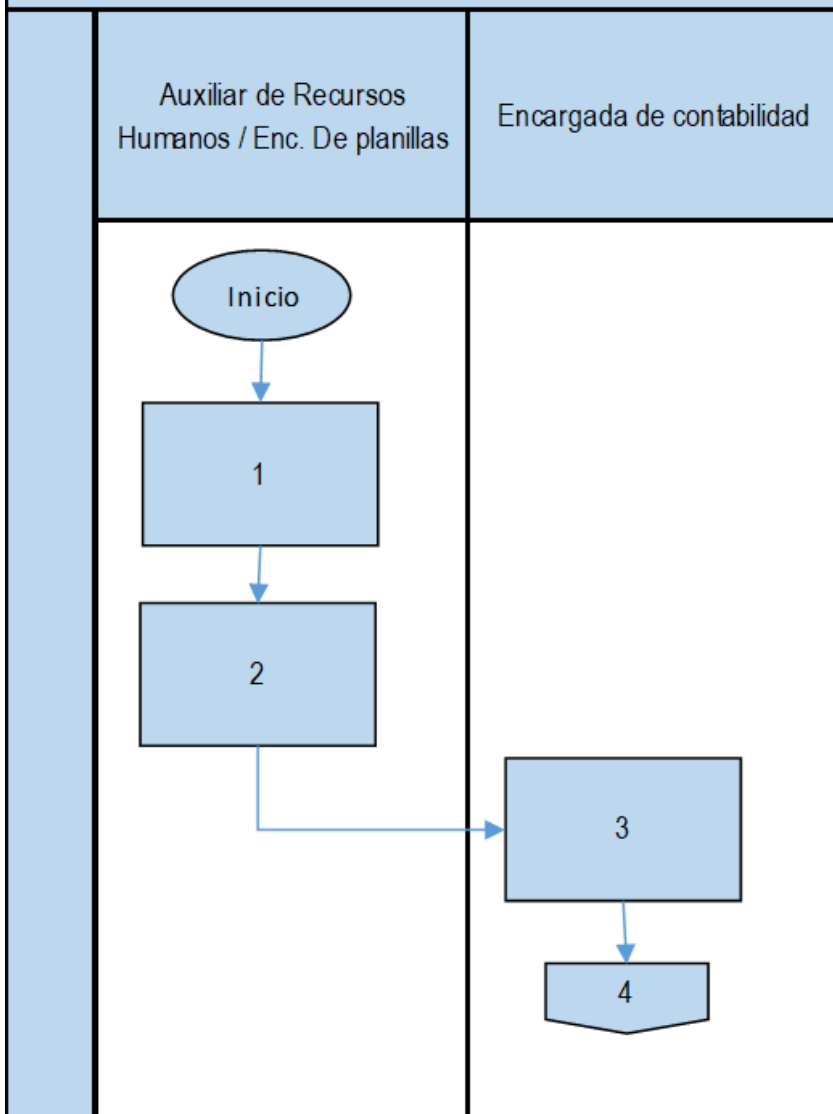 Auxiliar de Recursos
Humanos / Enc. De planillas
Encargada de contabilidad
Inicio
1
2
3
4